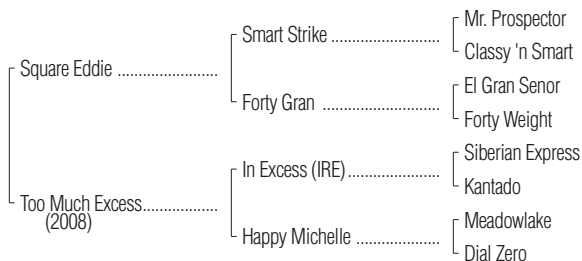 Mr. Prospector
Smart Strike ..............................
Classy 'n Smart
Square Eddie ............................
El Gran Senor
Forty Gran ................................
Forty Weight
Siberian Express
In Excess (IRE)..........................
Kantado
Too Much Excess.....................
(2008)
Meadowlake
Happy Michelle .......................
Dial Zero